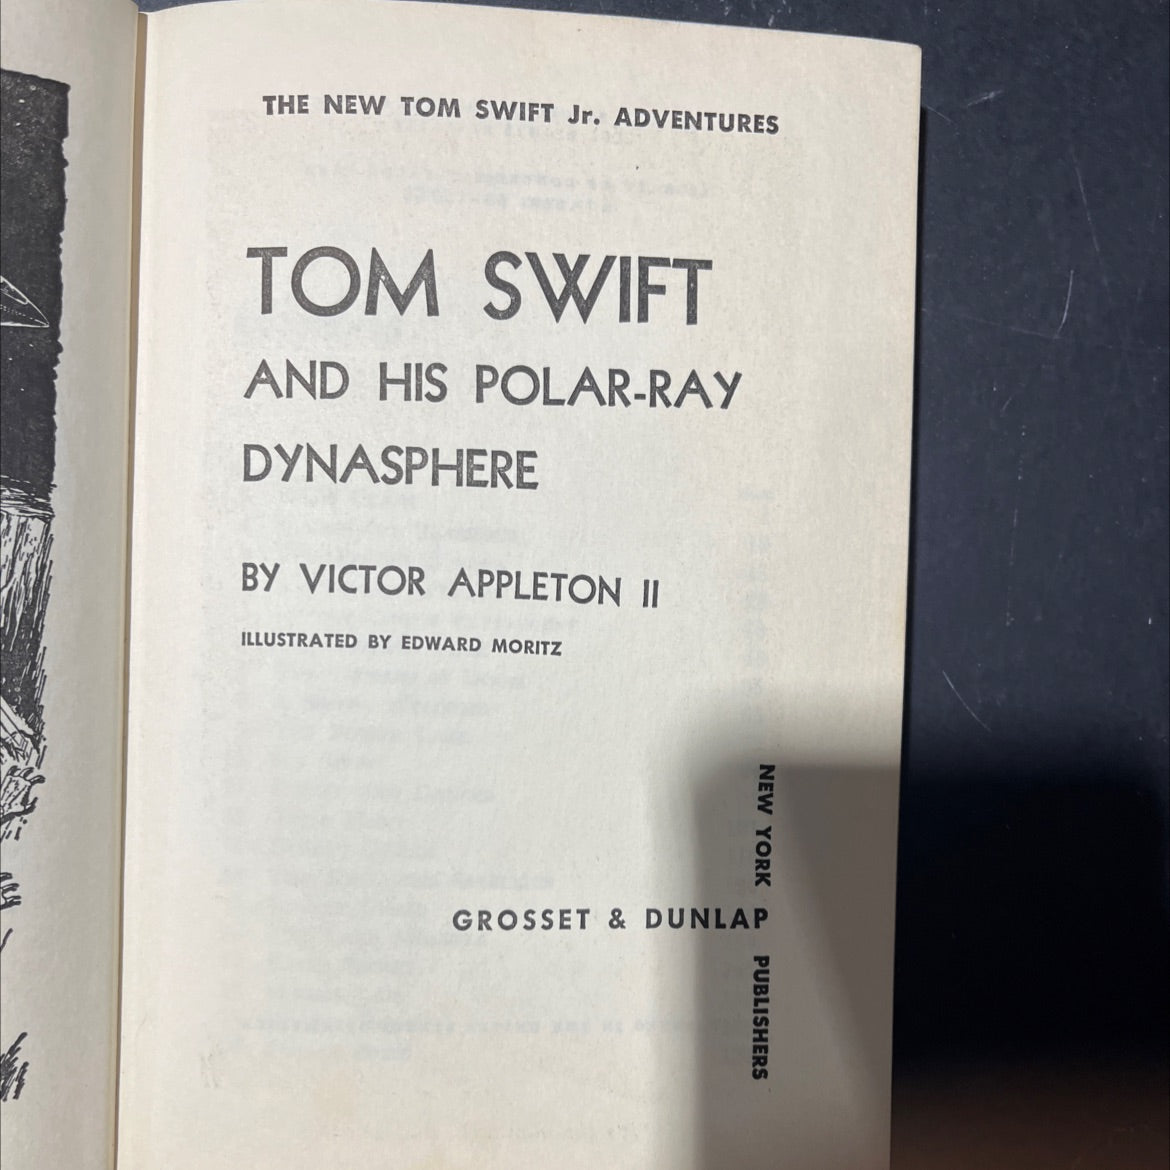 THE NEW TOM SWIFT Jr. ADVENTURES
TOM SWIFT
AND HIS POLAR-RAY
DYNASPHERE
BY VICTOR APPLETON II
ILLUSTRATED BY EDWARD MORITZ
NEW YORK
GROSSET & DUNLAP
PUBLISHERS